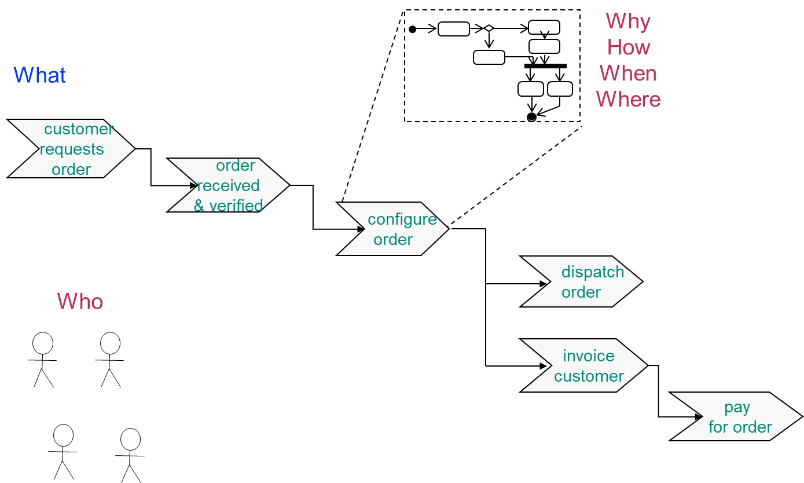 Why
How
When
Where
What
customer
requests
order
order
received
& verified
configure
order
dispatch
order
Who
invoice
customer
pay
for order